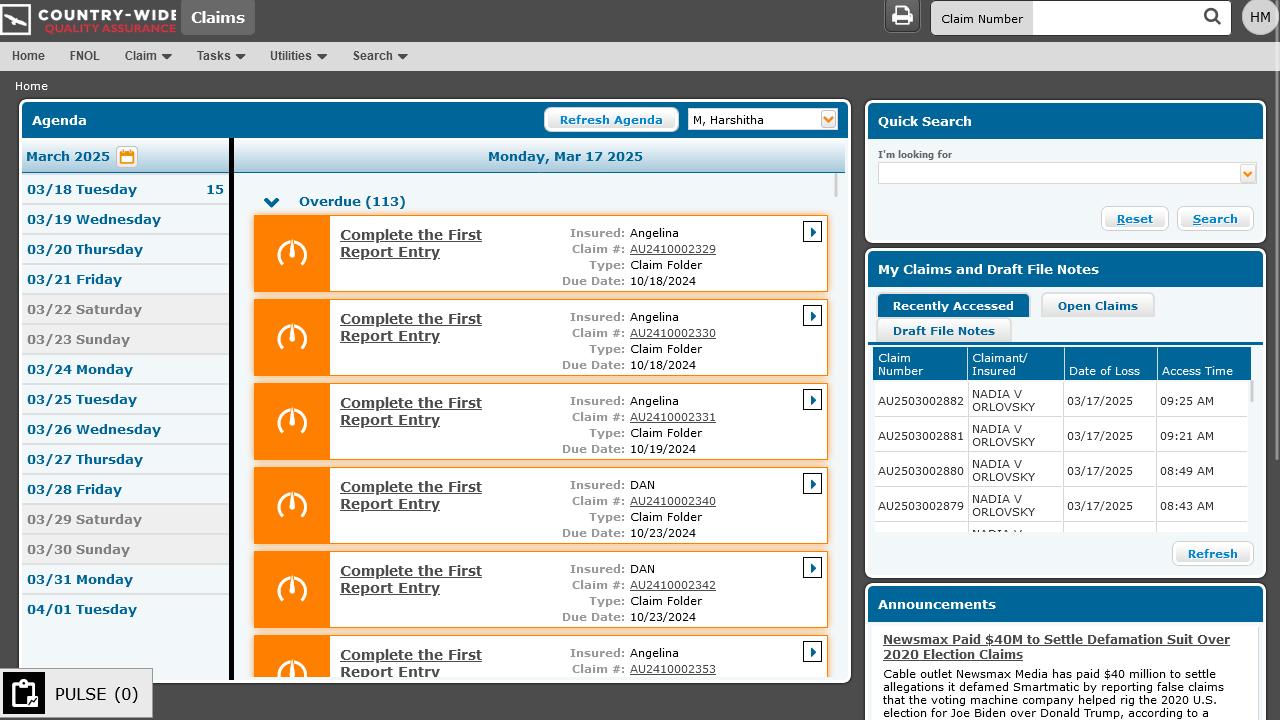 COUNTRY-WIDE
QUALITY ASSURANCE
Claims
Claim Number
HM
Home FNOL Claim Tasks Utilities Search
Home
Agenda
Refresh Agenda
M, Harshitha
March 2025
Monday, Mar 17 2025
03/18 Tuesday 15
03/19 Wednesday
03/20 Thursday
03/21 Friday
03/22 Saturday
03/23 Sunday
03/24 Monday
03/25 Tuesday
03/26 Wednesday
03/27 Thursday
03/28 Friday
03/29 Saturday
03/30 Sunday
03/31 Monday
04/01 Tuesday
Overdue (113)
Complete the First
Report Entry
Insured: Angelina
Claim #: AU2410002329
Type: Claim Folder
Due Date: 10/18/2024
Complete the First
Report Entry
Insured: Angelina
Claim #: AU2410002330
Type: Claim Folder
Due Date: 10/18/2024
Complete the First
Report Entry
Insured: Angelina
Claim #: AU2410002331
Type: Claim Folder
Due Date: 10/19/2024
Complete the First
Report Entry
Insured: DAN
Claim #: AU2410002340
Type: Claim Folder
Due Date: 10/23/2024
Complete the First
Report Entry
Insured: DAN
Claim #: AU2410002342
Type: Claim Folder
Due Date: 10/23/2024
Complete the First
Report Entry
Insured: Angelina
Claim #: AU2410002353
PULSE (0)
Quick Search
I'm looking for
Reset Search
My Claims and Draft File Notes
Recently Accessed Open Claims
Draft File Notes
Claim
Number
Claimant/
Insured
Date of Loss
Access Time
AU2503002882 NADIA V
ORLOVSKY 03/17/2025 09:25 AM
AU2503002881 NADIA V
ORLOVSKY 03/17/2025 09:21 AM
AU2503002880 NADIA V
ORLOVSKY 03/17/2025 08:49 AM
AU2503002879 NADIA V
ORLOVSKY 03/17/2025 08:43 AM
NADIA V
Refresh
Announcements
Newsmax Paid $40M to Settle Defamation Suit Over
2020 Election Claims
Cable outlet Newsmax Media has paid $40 million to settle
allegations it defamed Smartmatic by reporting false claims
that the voting machine company helped rig the 2020 U.S.
election for Joe Biden over Donald Trump, according to a